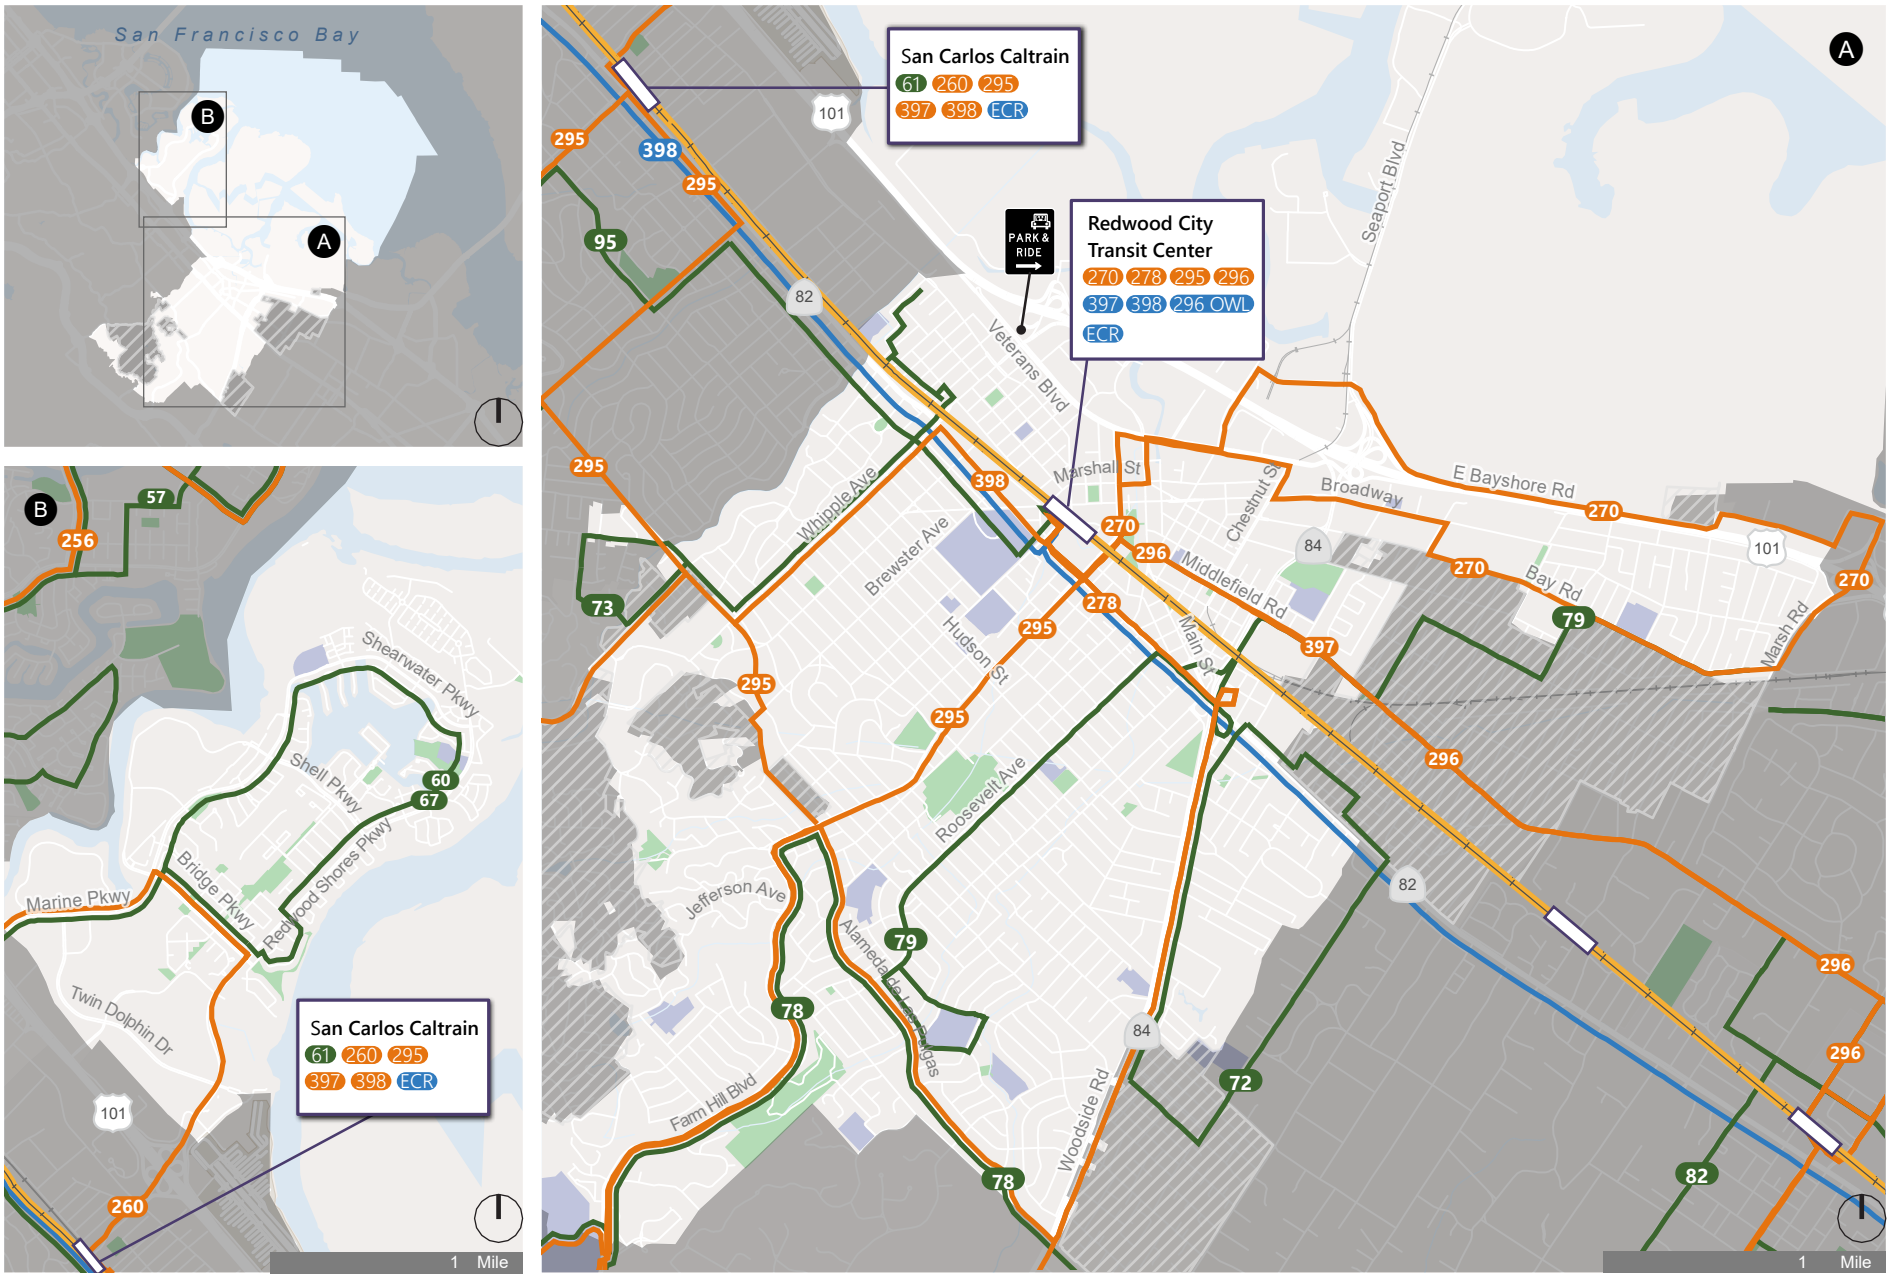 San Francisco Bay
B
A
B
57
256
Shearwater Pkwy
Shell Pkwy
60
67
Bridge Pkwy
Redwood Shores Pkwy
Marine Pkwy
Twin Dolphin Dr
San Carlos Caltrain
61 260 295
397 398 ECR
101
260
1 Mile
A
San Carlos Caltrain
61 260 295
397 398 ECR
101
295
398
295
95
82
PARK &
RIDE
Redwood City
Transit Center
270 278 295 296
397 398 296 OWL
ECR
Seaport Blvd
Veterans Blvd
295
398
Marshall St
Whipple Ave
Brewster Ave
Chestnut St
Broadway
E Bayshore Rd
270
270
296
84
101
270
270
73
278
295
Middlefield Rd
Bay Rd
79
Hudson St
Main St
397
Marsh Rd
295
295
296
Roosevelt Ave
Jefferson Ave
82
79
Alameda de Las Pulgas
296
78
84
296
72
Farm Hill Blvd
Woodside Rd
78
82
1 Mile